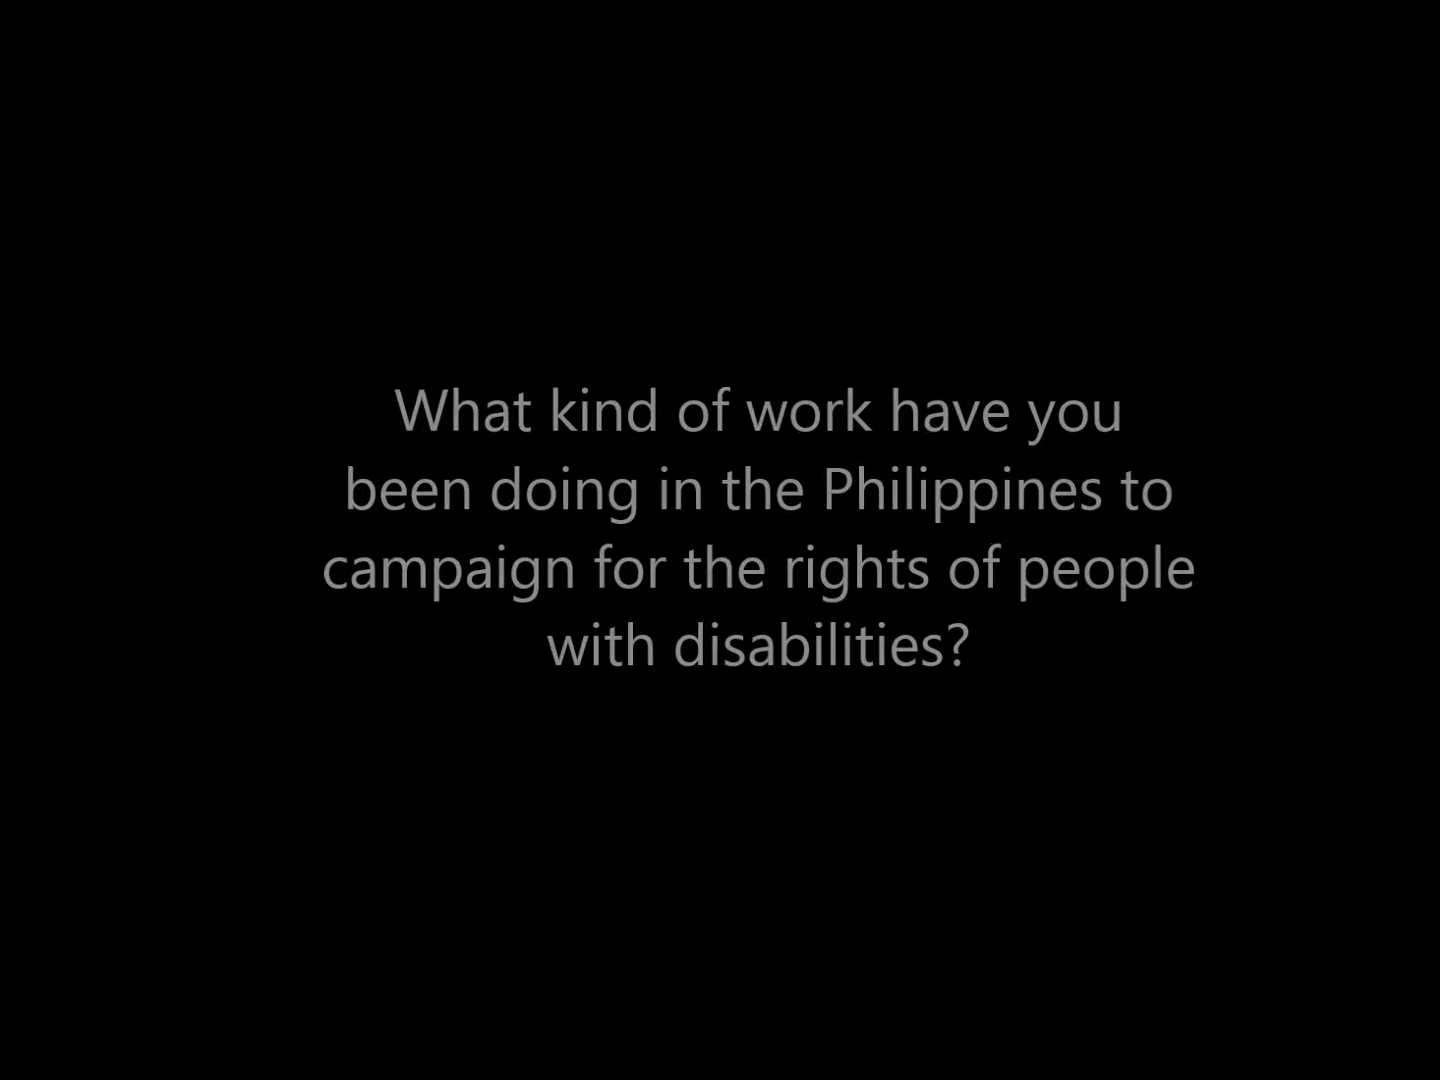 What kind of work have you
been doing in the Philippines to
campaign for the rights of people
with disabilities?